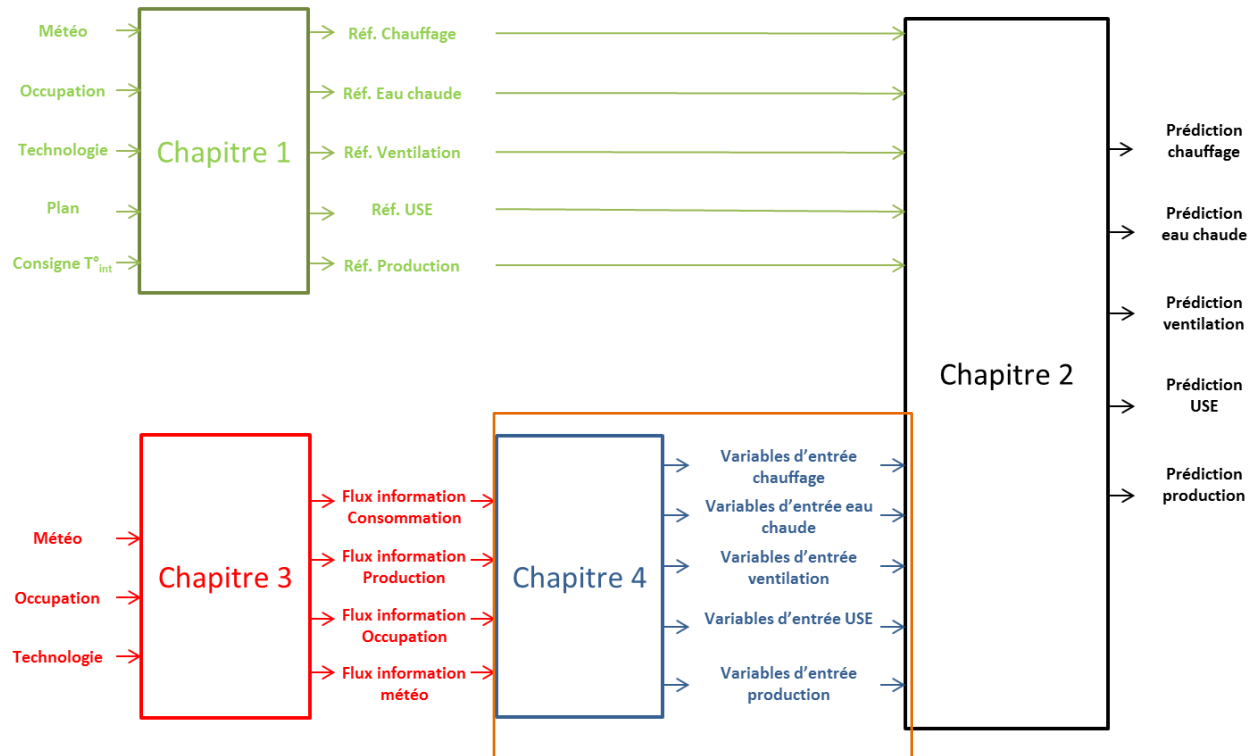 Météo
Occupation
Technologie
Plan
Consigne T°int
Chapitre 1
Réf. Chauffage
Réf. Eau chaude
Réf. Ventilation
Réf. USE
Réf. Production
Chapitre 2
Prédiction
chauffage
Prédiction
eau chaude
Prédiction
ventilation
Prédiction
USE
Prédiction
production
Météo
Occupation
Technologie
Chapitre 3
Flux information
Consommation
Flux information
Production
Flux information
Occupation
Flux information
météo
Chapitre 4
Variables d’entrée
chauffage
Variables d’entrée eau
chaude
Variables d’entrée
ventilation
Variables d’entrée USE
Variables d’entrée
production